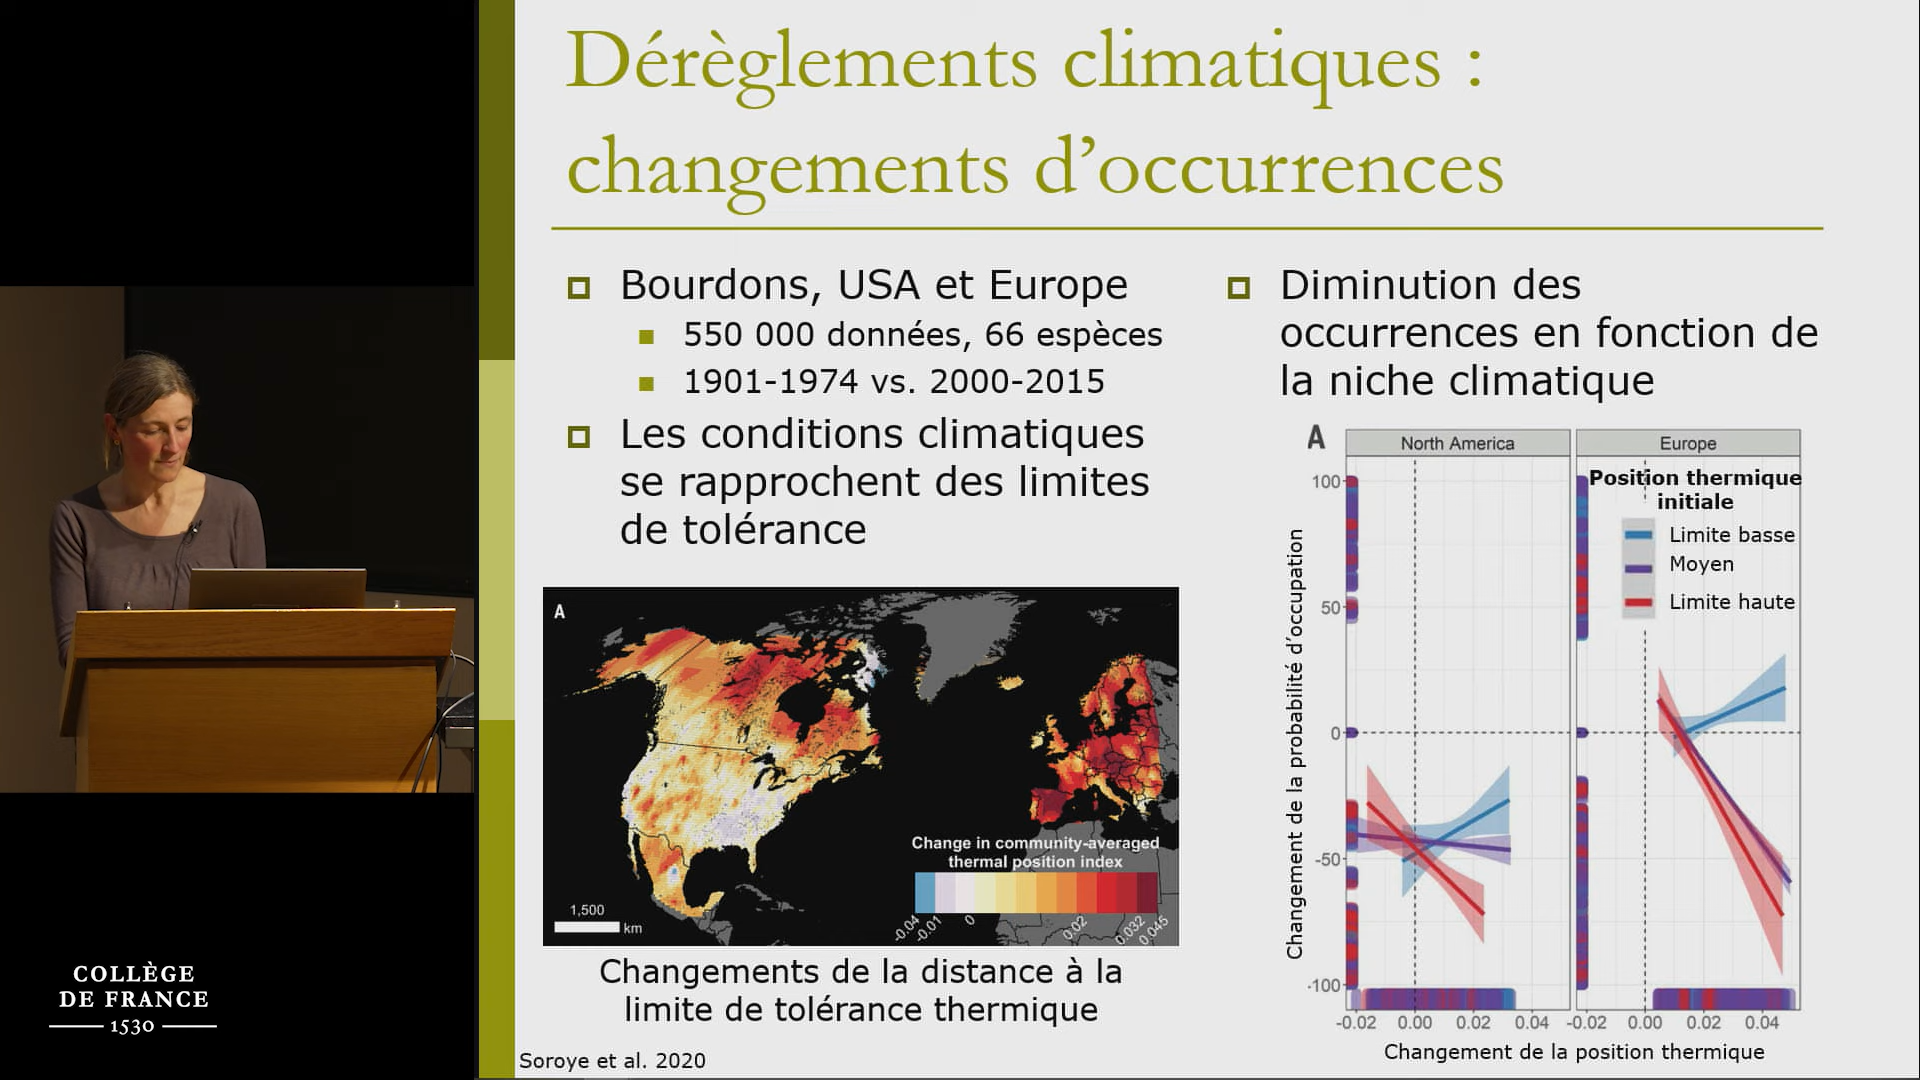 Dérèglements climatiques :
changements d'occurrences
Bourdons, USA et Europe
550 000 données, 66 espèces
1901-1974 vs. 2000-2015
Les conditions climatiques
se rapprochent des limites
de tolérance
A
Change in community-averaged
thermal position index
-0.04 -0.01 0 0.02 0.032 0.045
1,500
km
Changements de la distance à la
limite de tolérance thermique
Soroye et al. 2020
Diminution des
occurrences en fonction de
la niche climatique
A
North America
Europe
Position thermique
initiale
Limite basse
Moyen
Limite haute
Changement de la probabilité d'occupation
100
50
0
-50
-100
-0.02 0.00 0.02 0.04
-0.02 0.00 0.02 0.04
Changement de la position thermique
COLLÈGE
DE FRANCE
1530